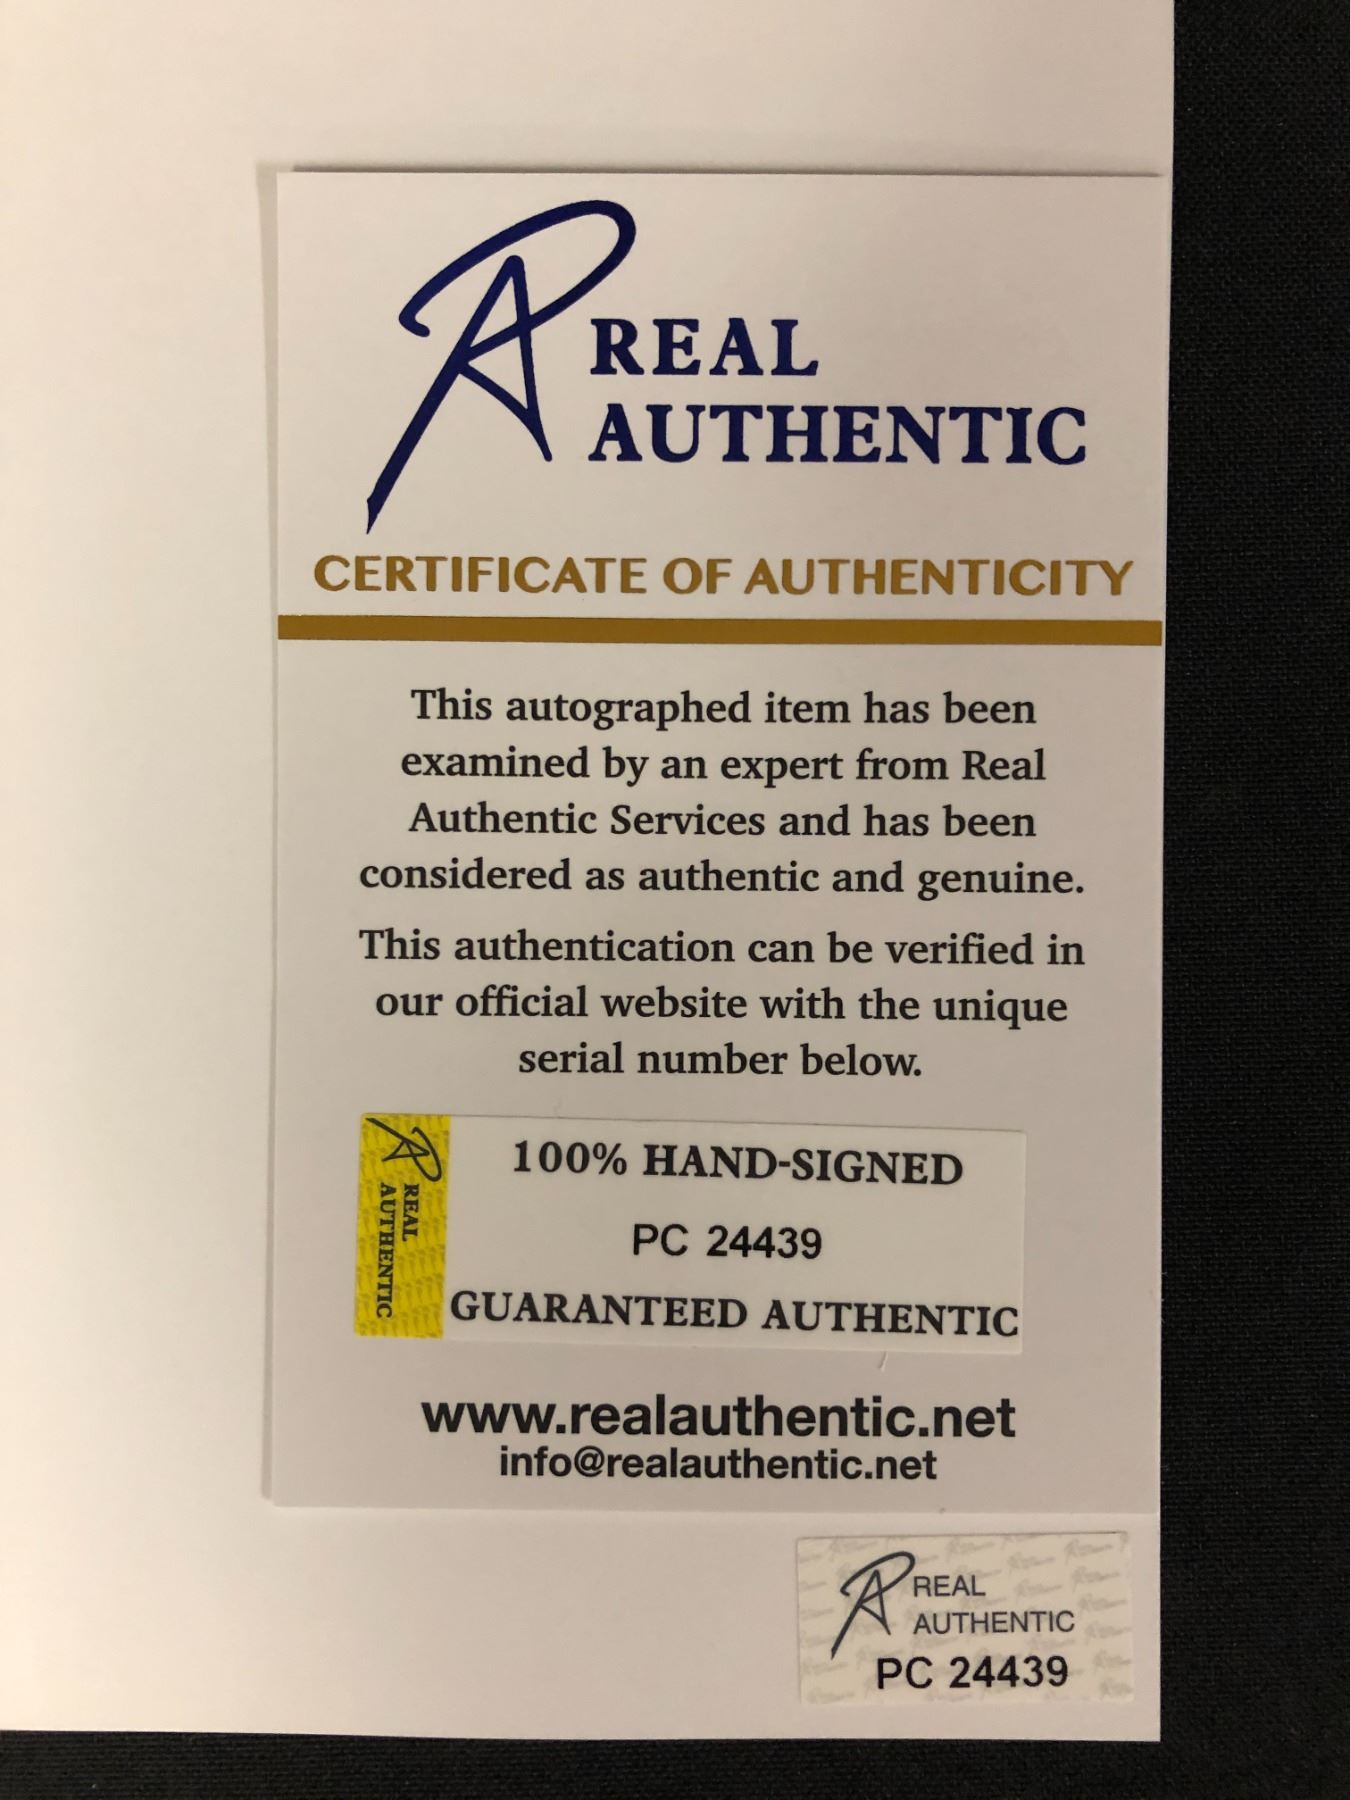 REAL
AUTHENTIC
CERTIFICATE OF AUTHENTICITY
This autographed item has been
examined by an expert from Real
Authentic Services and has been
considered as authentic and genuine.
This authentication can be verified in
our official website with the unique
serial number below.
REAL
AUTHENTIC
100% HAND-SIGNED
PC 24439
GUARANTEED AUTHENTIC
www.realauthentic.net
info@realauthentic.net
REAL
AUTHENTIC
PC 24439